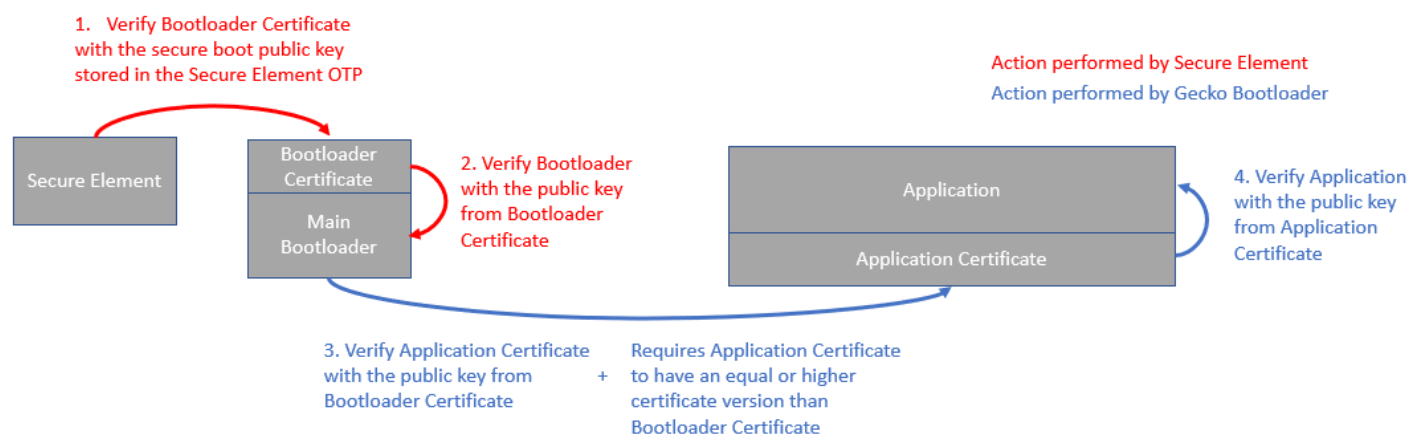 1. Verify Bootloader Certificate
with the secure boot public key
stored in the Secure Element OTP
Action performed by Secure Element
Action performed by Gecko Bootloader
Secure Element
Bootloader
Certificate
Main
Bootloader
2. Verify Bootloader
with the public key
from Bootloader
Certificate
Application
Application Certificate
4. Verify Application
with the public key
from Application
Certificate
3. Verify Application Certificate
with the public key from
Bootloader Certificate
+
Requires Application Certificate
to have an equal or higher
certificate version than
Bootloader Certificate